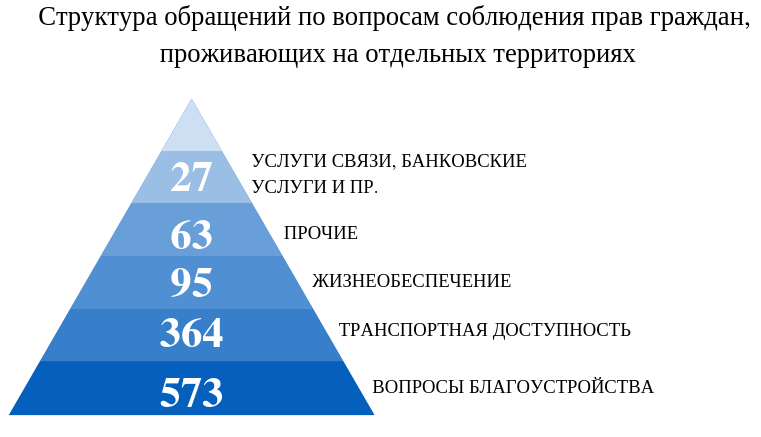 Структура обращений по вопросам соблюдения прав граждан,
проживающих на отдельных территориях
27
УСЛУГИ СВЯЗИ, БАНКОВСКИЕ
УСЛУГИ И ПР.
63
ПРОЧИЕ
95
ЖИЗНЕОБЕСПЕЧЕНИЕ
364
ТРАНСПОРТНАЯ ДОСТУПНОСТЬ
573
ВОПРОСЫ БЛАГОУСТРОЙСТВА